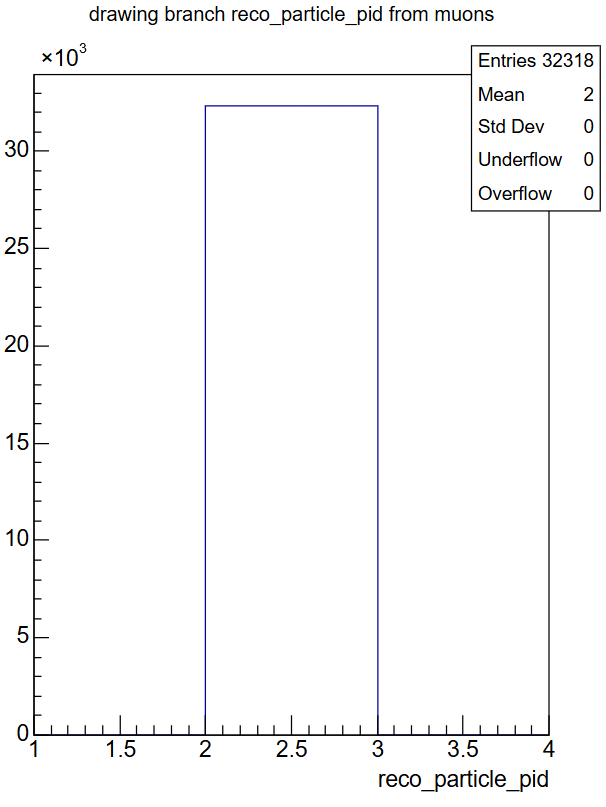 drawing branch reco_particle_pid from muons
×10³
Entries 32318
Mean 2
Std Dev 0
Underflow 0
Overflow 0
30
25
20
15
10
5
0
1 1.5 2 2.5 3 3.5 4
reco_particle_pid